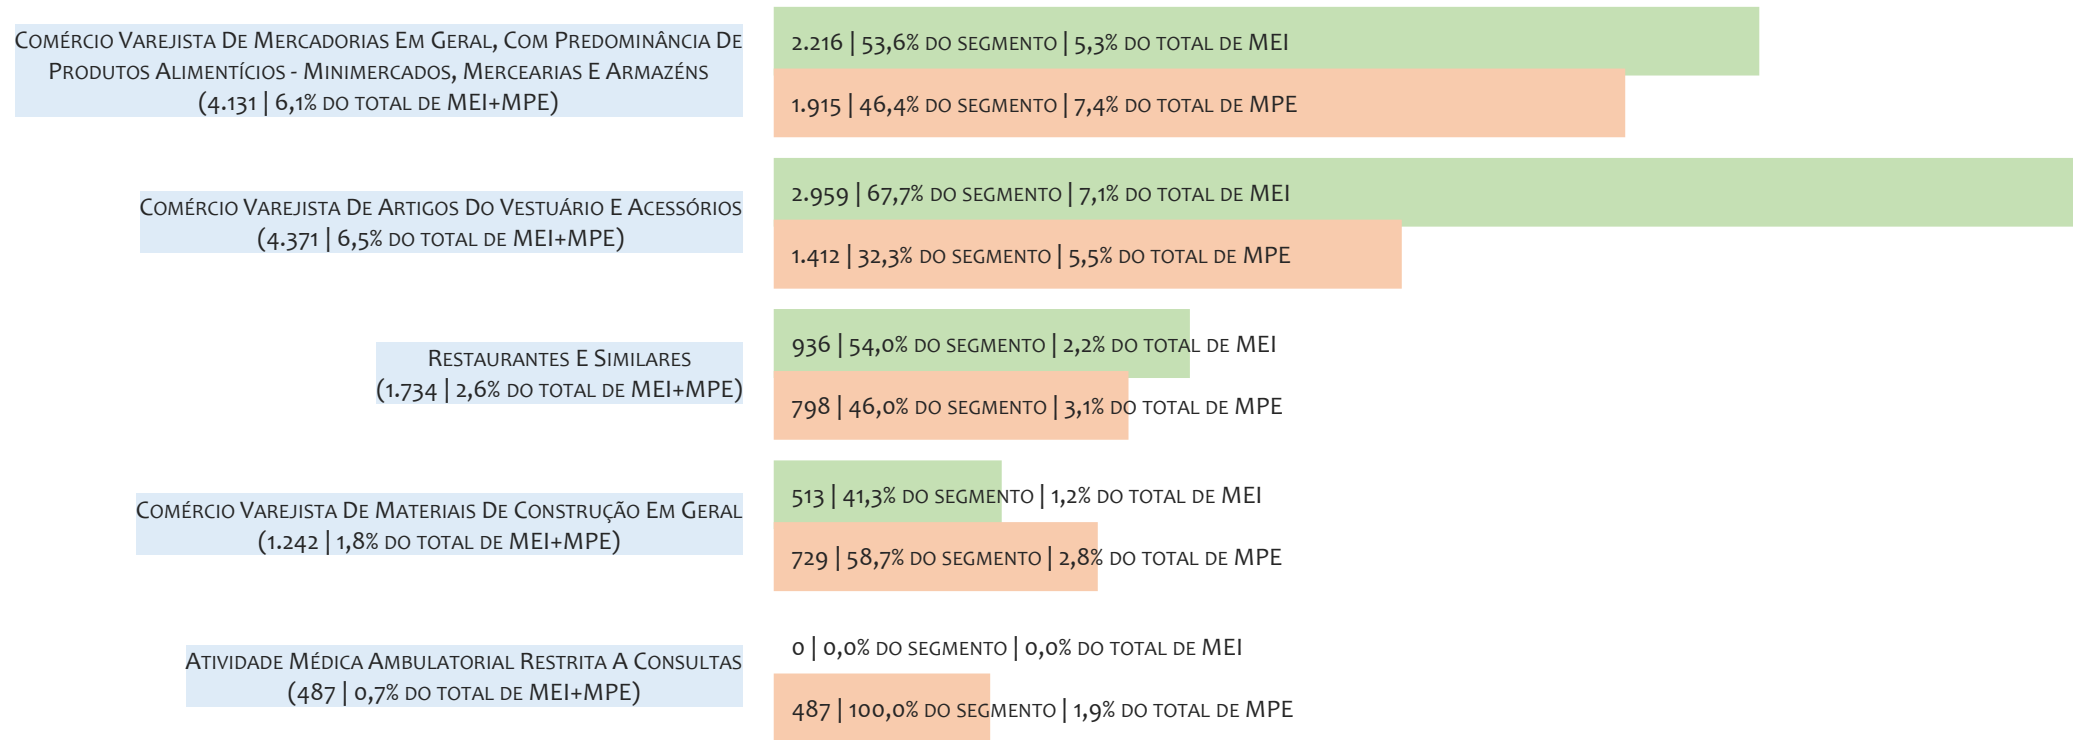 Comércio Varejista De Mercadorias Em Geral, Com Predominância De
Produtos Alimentícios - Minimercados, Mercearias E Armazéns
(4.131 | 6,1% do total de MEI+MPE)
2.216 | 53,6% do segmento | 5,3% do total de MEI
1.915 | 46,4% do segmento | 7,4% do total de MPE
Comércio Varejista De Artigos Do Vestuário E Acessórios
(4.371 | 6,5% do total de MEI+MPE)
2.959 | 67,7% do segmento | 7,1% do total de MEI
1.412 | 32,3% do segmento | 5,5% do total de MPE
Restaurantes E Similares
(1.734 | 2,6% do total de MEI+MPE)
936 | 54,0% do segmento | 2,2% do total de MEI
798 | 46,0% do segmento | 3,1% do total de MPE
Comércio Varejista De Materiais De Construção Em Geral
(1.242 | 1,8% do total de MEI+MPE)
513 | 41,3% do segmento | 1,2% do total de MEI
729 | 58,7% do segmento | 2,8% do total de MPE
Atividade Médica Ambulatorial Restrita A Consultas
(487 | 0,7% do total de MEI+MPE)
0 | 0,0% do segmento | 0,0% do total de MEI
487 | 100,0% do segmento | 1,9% do total de MPE